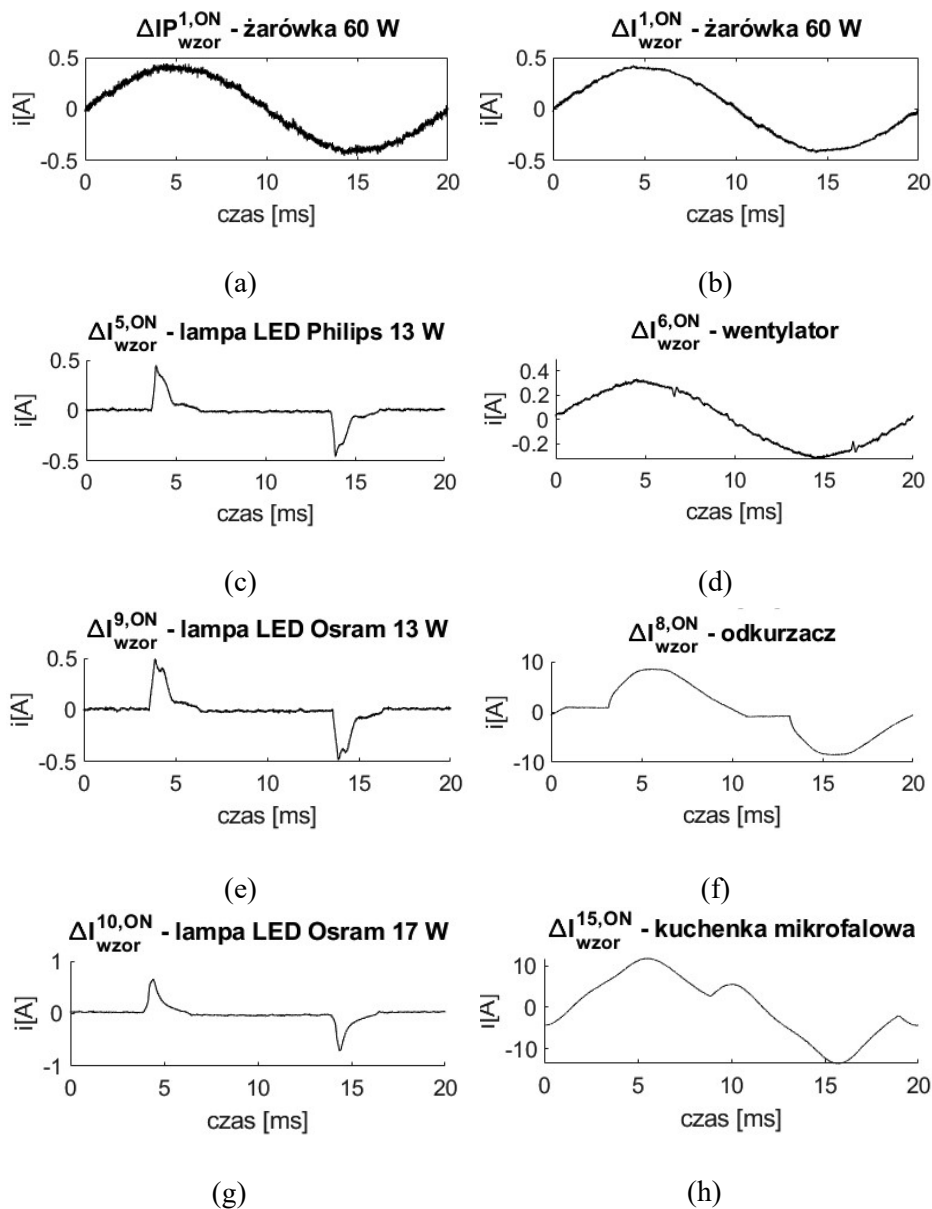 ΔIP^{1,ON}_{wzor} - żarówka 60 W
0.5
0
-0.5
i[A]
0 5 10 15 20
czas [ms]
(a)
ΔI^{1,ON}_{wzor} - żarówka 60 W
0.5
0
-0.5
i[A]
0 5 10 15 20
czas [ms]
(b)
ΔI^{5,ON}_{wzor} - lampa LED Philips 13 W
0.5
0
-0.5
i[A]
0 5 10 15 20
czas [ms]
(c)
ΔI^{6,ON}_{wzor} - wentylator
0.4
0.2
0
-0.2
i[A]
0 5 10 15 20
czas [ms]
(d)
ΔI^{9,ON}_{wzor} - lampa LED Osram 13 W
0.5
0
-0.5
i[A]
0 5 10 15 20
czas [ms]
(e)
ΔI^{8,ON}_{wzor} - odkurzacz
10
0
-10
i[A]
0 5 10 15 20
czas [ms]
(f)
ΔI^{10,ON}_{wzor} - lampa LED Osram 17 W
1
0
-1
i[A]
0 5 10 15 20
czas [ms]
(g)
ΔI^{15,ON}_{wzor} - kuchenka mikrofalowa
10
0
-10
i[A]
0 5 10 15 20
czas [ms]
(h)